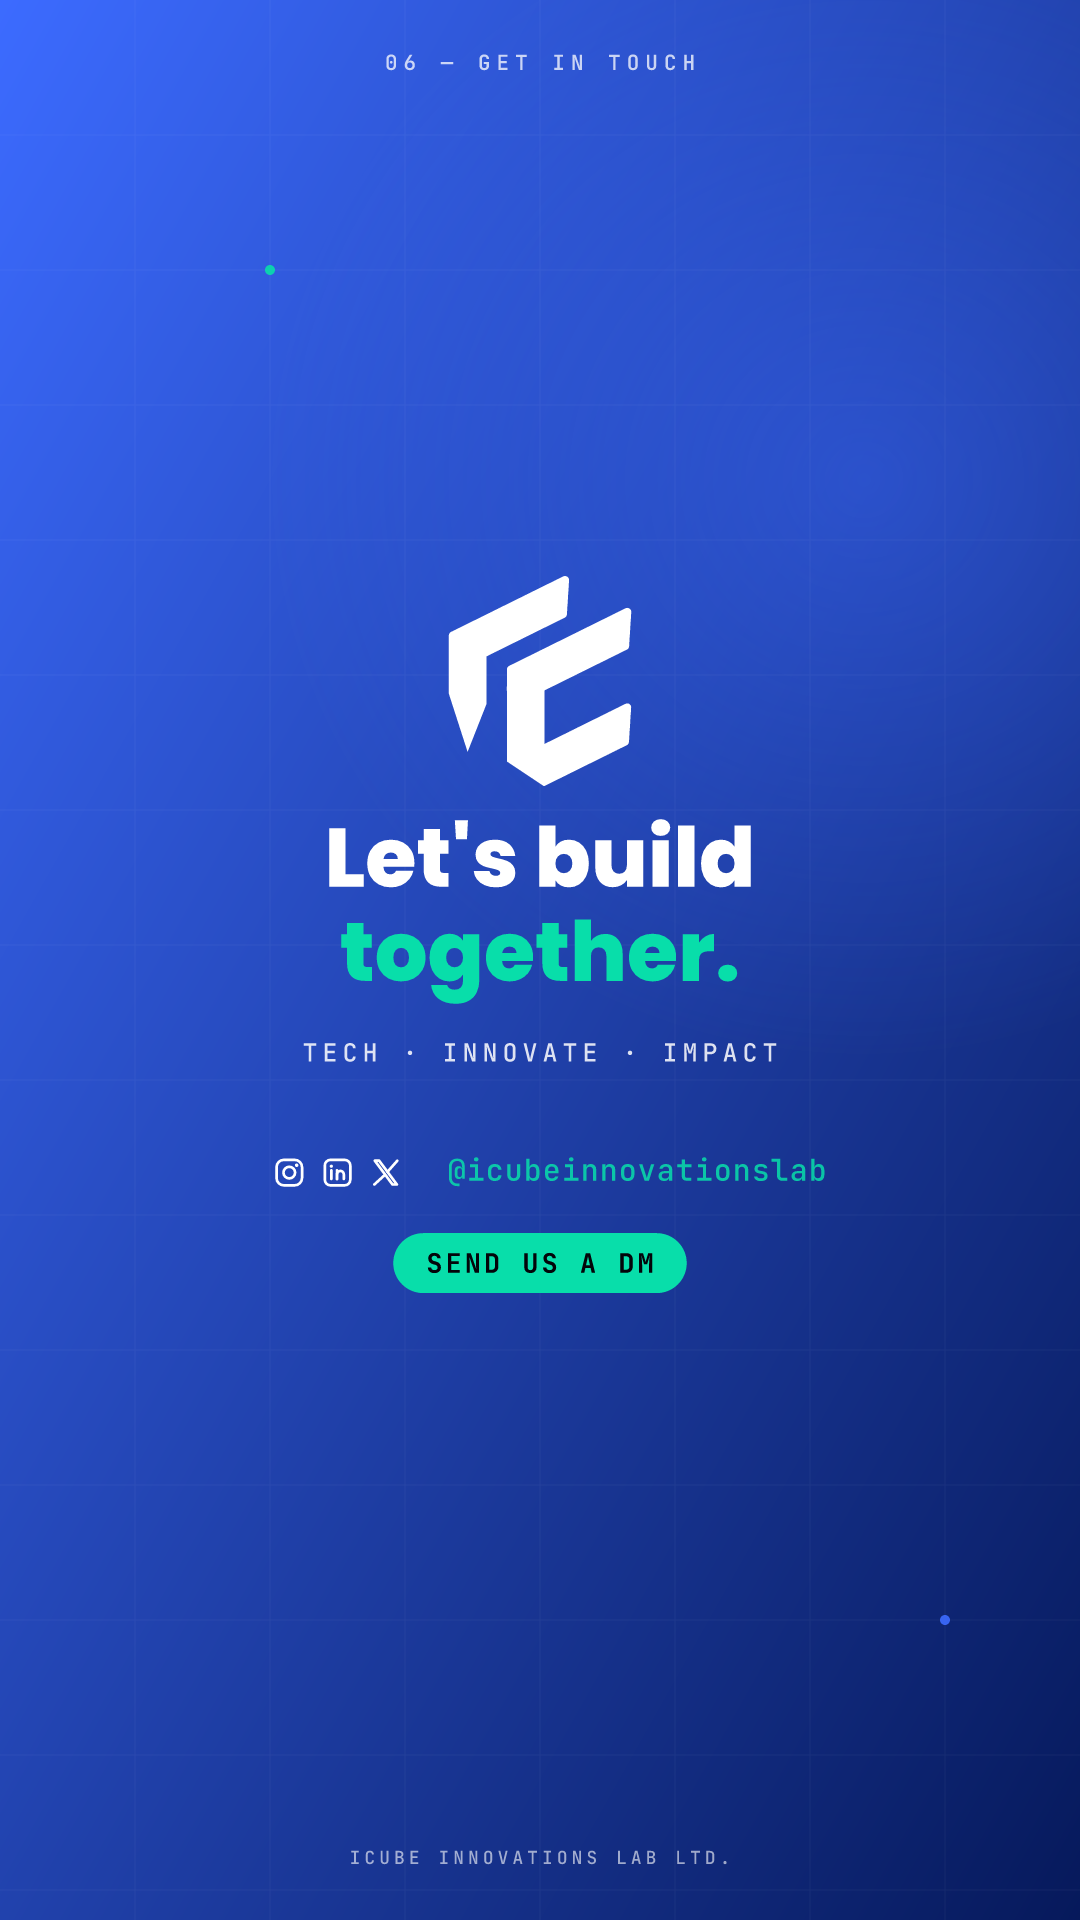 06 — GET IN TOUCH
Let's build
together.
TECH · INNOVATE · IMPACT
@icubeinnovationslab
SEND US A DM
ICUBE INNOVATIONS LAB LTD.